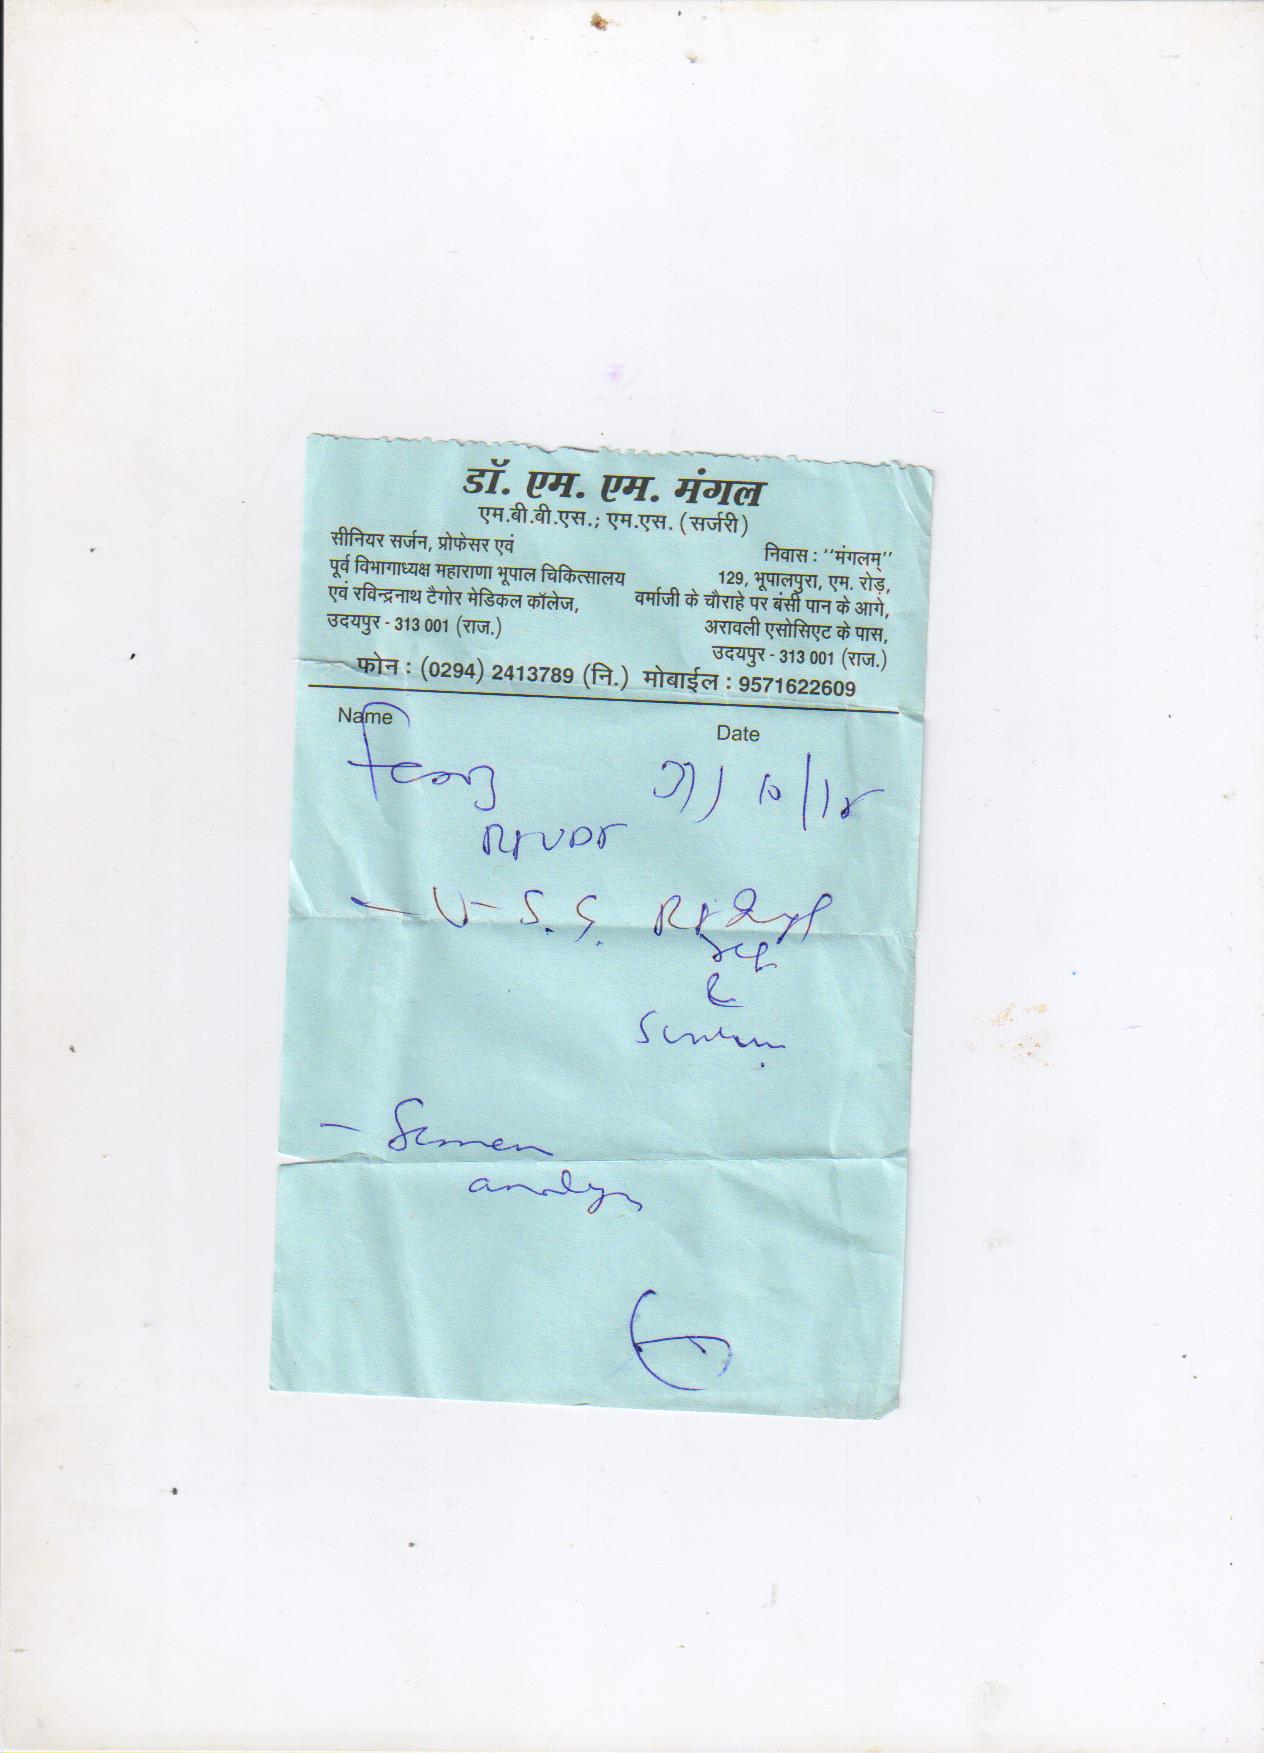 डॉ. एम. एम. मंगल
एम.बी.बी.एस.; एम.एस. (सर्जरी)
सीनियर सर्जन, प्रोफेसर एवं
पूर्व विभागाध्यक्ष महाराणा भूपाल चिकित्सालय
एवं रविन्द्रनाथ टैगोर मेडिकल कॉलेज,
उदयपुर - 313 001 (राज.)
निवास : ''मंगलम्''
129, भूपालपुरा, एम. रोड़,
वर्माजी के चौराहे पर बंसी पान के आगे,
अरावली एसोसिएट के पास,
उदयपुर - 313 001 (राज.)
फोन : (0294) 2413789 (नि.) मोबाईल : 9571622609
Name
Date
- U-S.G.
- Semen